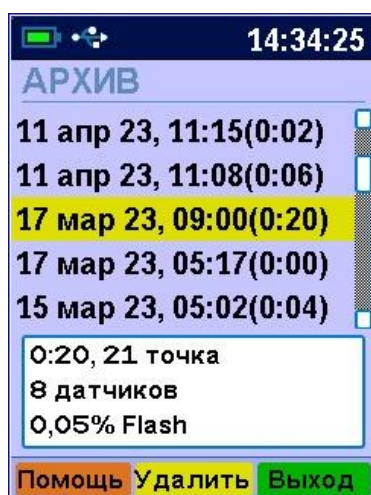 14:34:25
АРХИВ
11 апр 23, 11:15(0:02)
11 апр 23, 11:08(0:06)
17 мар 23, 09:00(0:20)
17 мар 23, 05:17(0:00)
15 мар 23, 05:02(0:04)
0:20, 21 точка
8 датчиков
0,05% Flash
Помощь Удалить Выход